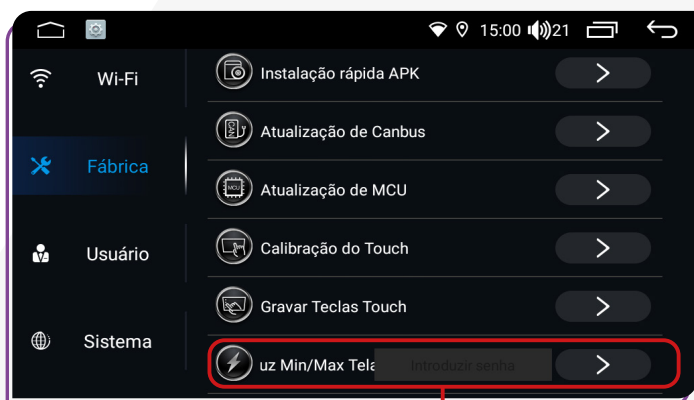 15:00 21
Wi-Fi
Fábrica
Usuário
Sistema
Instalação rápida APK
CAN
Atualização de Canbus
MCU
Atualização de MCU
Calibração do Touch
Gravar Teclas Touch
uz Min/Max Tela
Introduzir senha